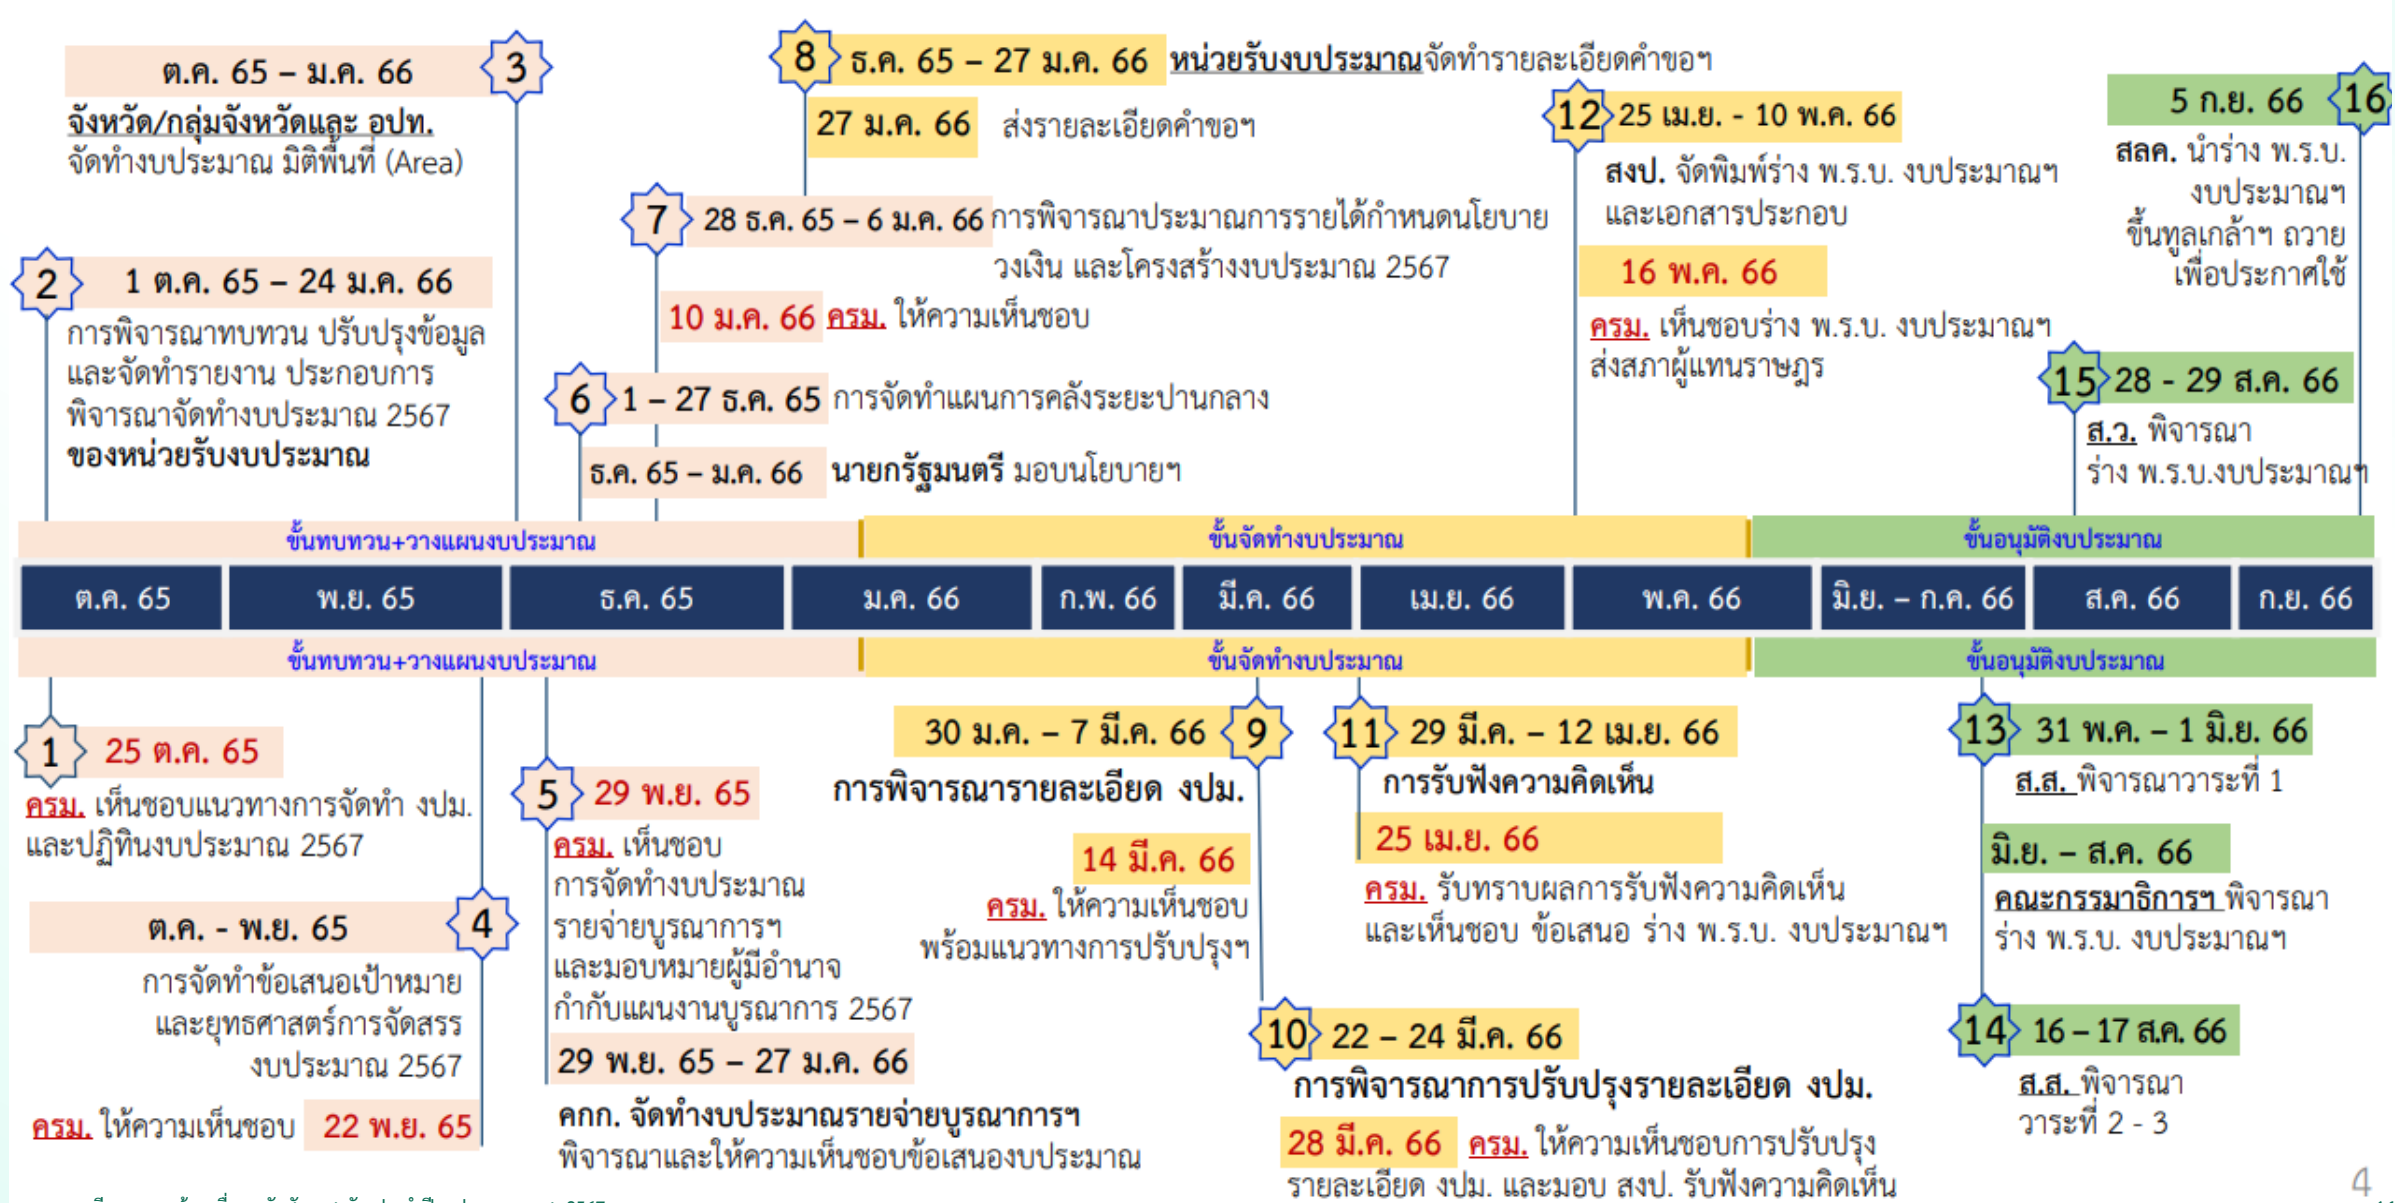 3
ต.ค. 65 – ม.ค. 66
จังหวัด/กลุ่มจังหวัดและ อปท.
จัดทำงบประมาณ มิติพื้นที่ (Area)
2
1 ต.ค. 65 – 24 ม.ค. 66
การพิจารณาทบทวน ปรับปรุงข้อมูล
และจัดทำรายงาน ประกอบการ
พิจารณาจัดทำงบประมาณ 2567
ของหน่วยรับงบประมาณ
8
ธ.ค. 65 – 27 ม.ค. 66 หน่วยรับงบประมาณจัดทำรายละเอียดคำขอฯ
27 ม.ค. 66 ส่งรายละเอียดคำขอฯ
7
28 ธ.ค. 65 – 6 ม.ค. 66 การพิจารณาประมาณการรายได้กำหนดนโยบาย
วงเงิน และโครงสร้างงบประมาณ 2567
10 ม.ค. 66 ครม. ให้ความเห็นชอบ
6
1 – 27 ธ.ค. 65 การจัดทำแผนการคลังระยะปานกลาง
ธ.ค. 65 – ม.ค. 66 นายกรัฐมนตรี มอบนโยบายฯ
12
25 เม.ย. - 10 พ.ค. 66
สงป. จัดพิมพ์ร่าง พ.ร.บ. งบประมาณฯ
และเอกสารประกอบ
16 พ.ค. 66
ครม. เห็นชอบร่าง พ.ร.บ. งบประมาณฯ
ส่งสภาผู้แทนราษฎร
5 ก.ย. 66
16
สลค. นำร่าง พ.ร.บ.
งบประมาณฯ
ขึ้นทูลเกล้าฯ ถวาย
เพื่อประกาศใช้
15
28 - 29 ส.ค. 66
ส.ว. พิจารณา
ร่าง พ.ร.บ.งบประมาณฯ
ขั้นทบทวน+วางแผนงบประมาณ
ขั้นจัดทำงบประมาณ
ขั้นอนุมัติงบประมาณ
ต.ค. 65
พ.ย. 65
ธ.ค. 65
ม.ค. 66
ก.พ. 66
มี.ค. 66
เม.ย. 66
พ.ค. 66
มิ.ย. – ก.ค. 66
ส.ค. 66
ก.ย. 66
ขั้นทบทวน+วางแผนงบประมาณ
ขั้นจัดทำงบประมาณ
ขั้นอนุมัติงบประมาณ
1
25 ต.ค. 65
ครม. เห็นชอบแนวทางการจัดทำ งปม.
และปฏิทินงบประมาณ 2567
ต.ค. - พ.ย. 65
4
การจัดทำข้อเสนอเป้าหมาย
และยุทธศาสตร์การจัดสรร
งบประมาณ 2567
ครม. ให้ความเห็นชอบ 22 พ.ย. 65
5
29 พ.ย. 65
ครม. เห็นชอบ
การจัดทำงบประมาณ
รายจ่ายบูรณาการฯ
และมอบหมายผู้มีอำนาจ
กำกับแผนงานบูรณาการ 2567
29 พ.ย. 65 – 27 ม.ค. 66
คกก. จัดทำงบประมาณรายจ่ายบูรณาการฯ
พิจารณาและให้ความเห็นชอบข้อเสนองบประมาณ
30 ม.ค. – 7 มี.ค. 66
9
การพิจารณารายละเอียด งปม.
14 มี.ค. 66
ครม. ให้ความเห็นชอบ
พร้อมแนวทางการปรับปรุงฯ
11
29 มี.ค. – 12 เม.ย. 66
การรับฟังความคิดเห็น
25 เม.ย. 66
ครม. รับทราบผลการรับฟังความคิดเห็น
และเห็นชอบ ข้อเสนอ ร่าง พ.ร.บ. งบประมาณฯ
10
22 – 24 มี.ค. 66
การพิจารณาการปรับปรุงรายละเอียด งปม.
28 มี.ค. 66 ครม. ให้ความเห็นชอบการปรับปรุง
รายละเอียด งปม. และมอบ สงป. รับฟังความคิดเห็น
13
31 พ.ค. – 1 มิ.ย. 66
ส.ส. พิจารณาวาระที่ 1
มิ.ย. – ส.ค. 66
คณะกรรมาธิการฯ พิจารณา
ร่าง พ.ร.บ. งบประมาณฯ
14
16 – 17 ส.ค. 66
ส.ส. พิจารณา
วาระที่ 2 - 3
4